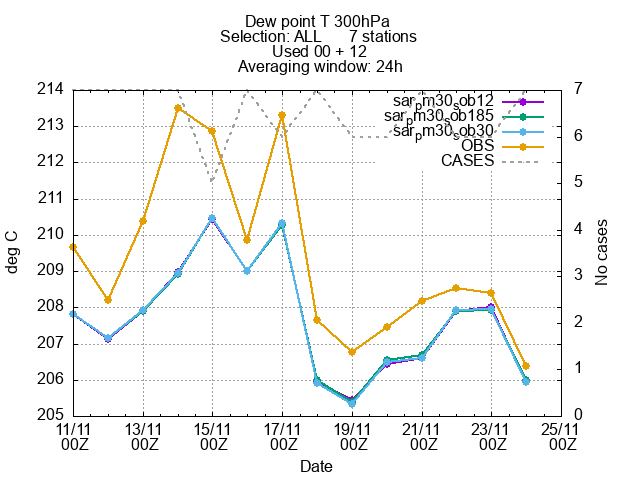 Dew point T 300hPa
Selection: ALL 7 stations
Used 00 + 12
Averaging window: 24h
sar_pm30_sob12
sar_pm30_sob185
sar_pm30_sob30
OBS
CASES
214
213
212
211
210
209
208
207
206
205
deg C
7
6
5
4
3
2
1
0
No cases
11/11 13/11 15/11 17/11 19/11 21/11 23/11 25/11
00Z 00Z 00Z 00Z 00Z 00Z 00Z 00Z
Date